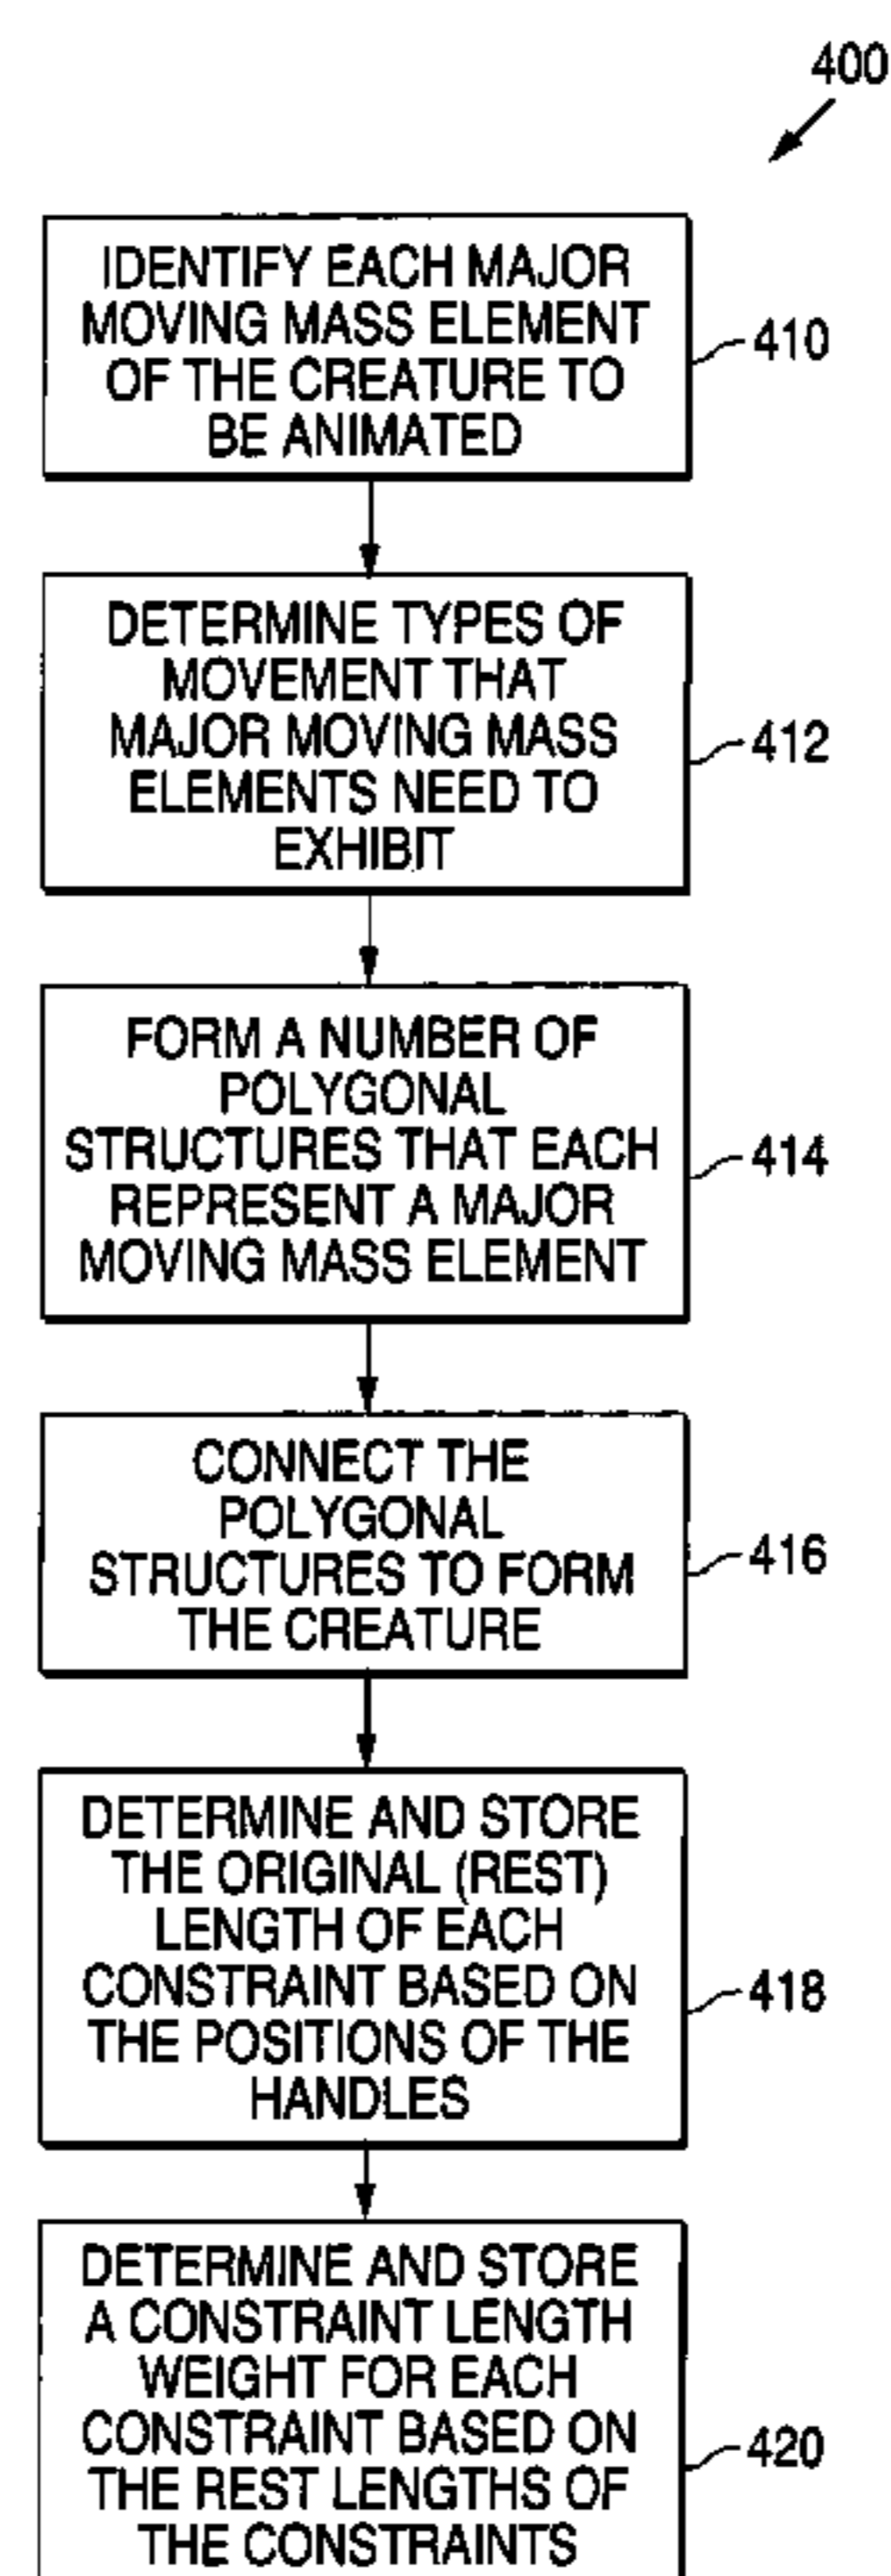 400
IDENTIFY EACH MAJOR
MOVING MASS ELEMENT
OF THE CREATURE TO
BE ANIMATED
410
DETERMINE TYPES OF
MOVEMENT THAT
MAJOR MOVING MASS
ELEMENTS NEED TO
EXHIBIT
412
FORM A NUMBER OF
POLYGONAL
STRUCTURES THAT EACH
REPRESENT A MAJOR
MOVING MASS ELEMENT
414
CONNECT THE
POLYGONAL
STRUCTURES TO FORM
THE CREATURE
416
DETERMINE AND STORE
THE ORIGINAL (REST)
LENGTH OF EACH
CONSTRAINT BASED ON
THE POSITIONS OF THE
HANDLES
418
DETERMINE AND STORE
A CONSTRAINT LENGTH
WEIGHT FOR EACH
CONSTRAINT BASED ON
THE REST LENGTHS OF
THE CONSTRAINTS
420